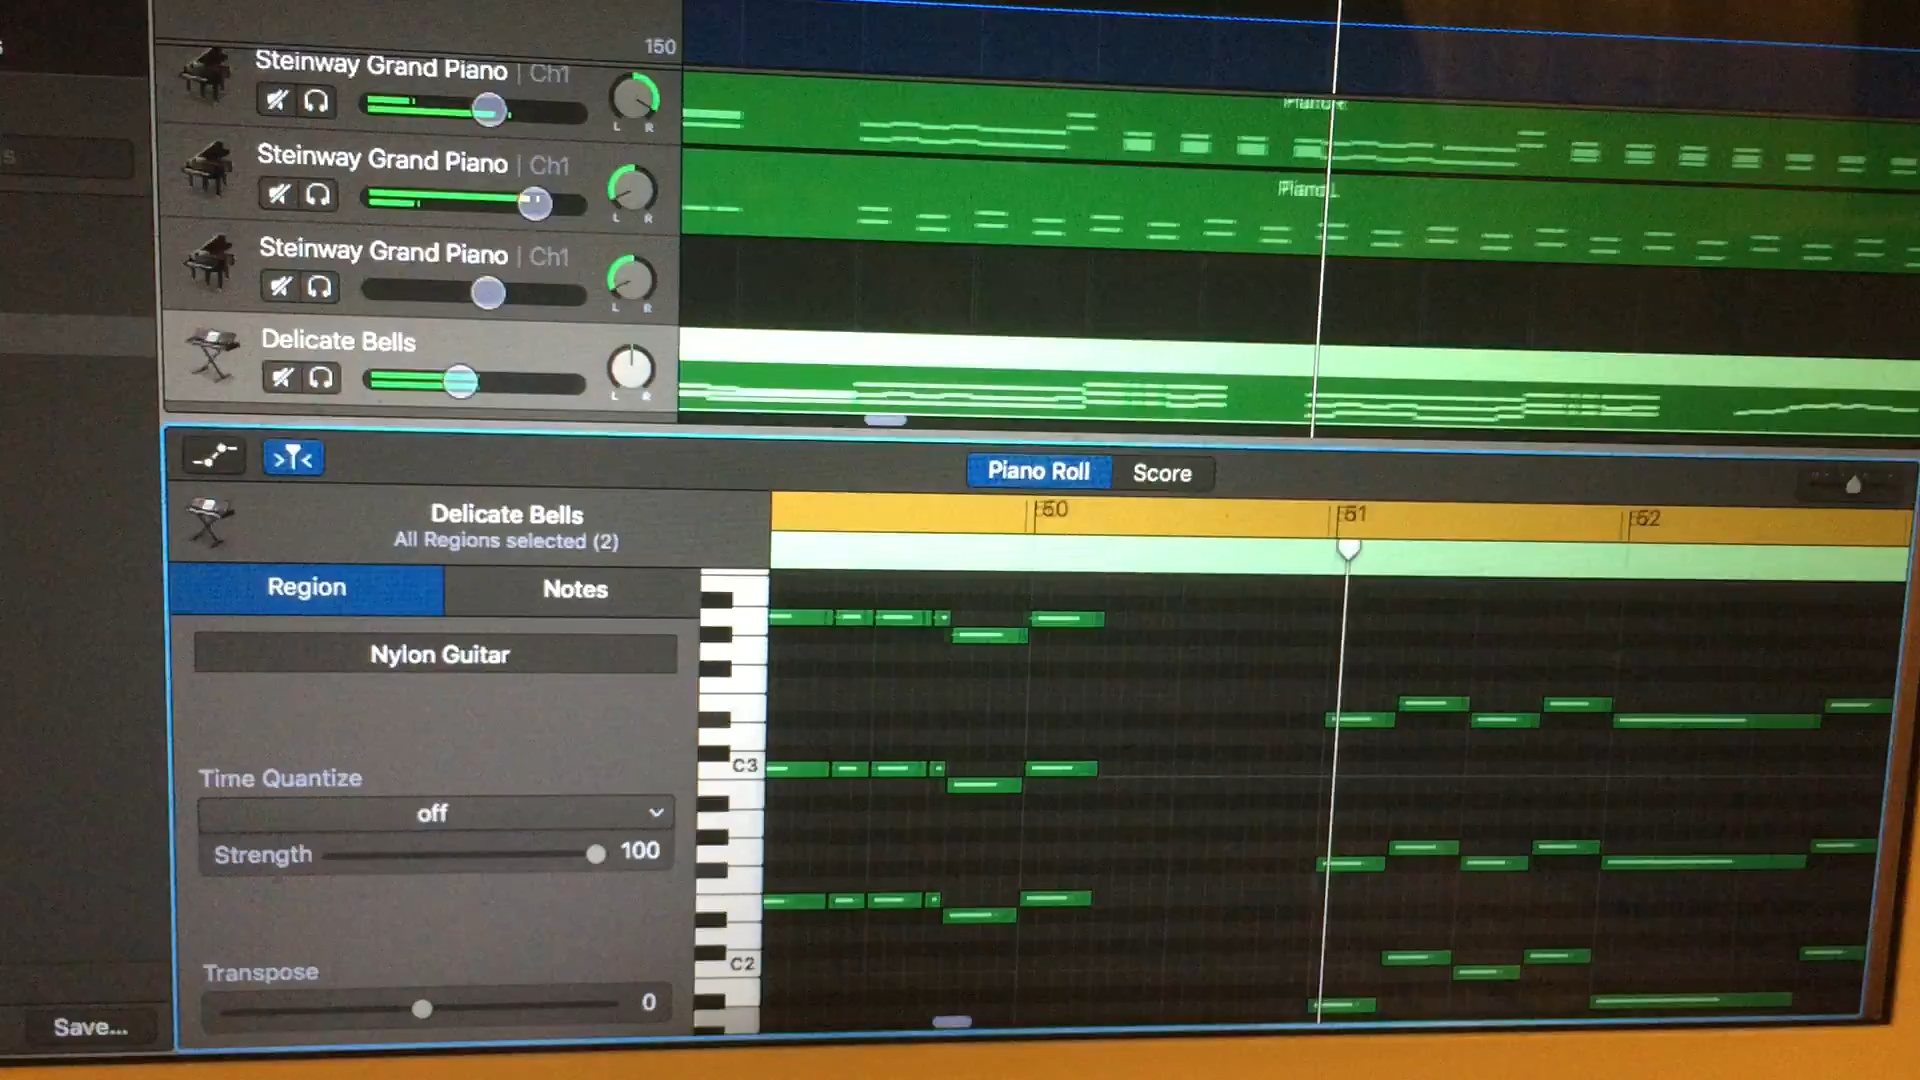 150
Steinway Grand Piano | Ch1
L R
Steinway Grand Piano | Ch1
L R
Steinway Grand Piano | Ch1
L R
Delicate Bells
L R
Piano L
Piano Roll
Score
Delicate Bells
All Regions selected (2)
50
51
52
Region
Notes
Nylon Guitar
C3
Time Quantize
off
Strength
100
C2
Transpose
0
Save...